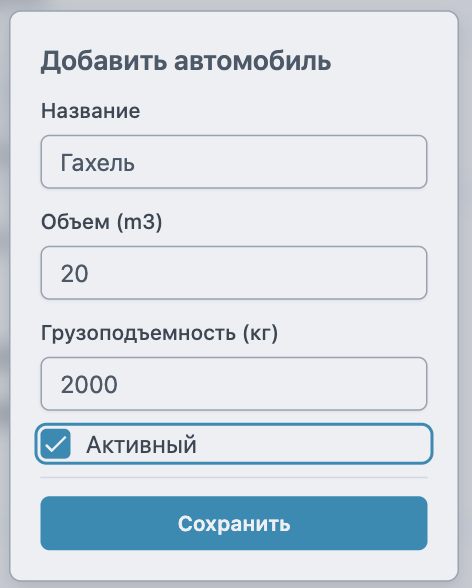 Добавить автомобиль
Название
Гахель
Объем (m3)
20
Грузоподъемность (кг)
2000
Активный
Сохранить